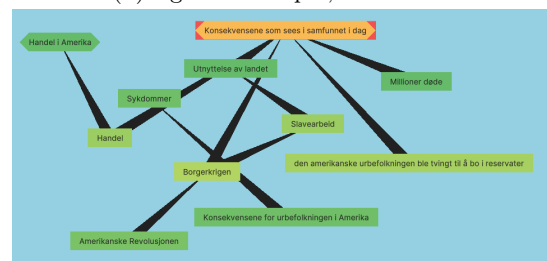 Konsekvensene som sees i samfunnet i dag
Handel i Amerika
Utnyttelse av landet
Millioner døde
Sykdommer
Slavearbeid
Handel
den amerikanske urbefolkningen ble tvingt til å bo i reservater
Borgerkrigen
Konsekvensene for urbefolkningen i Amerika
Amerikanske Revolusjonen